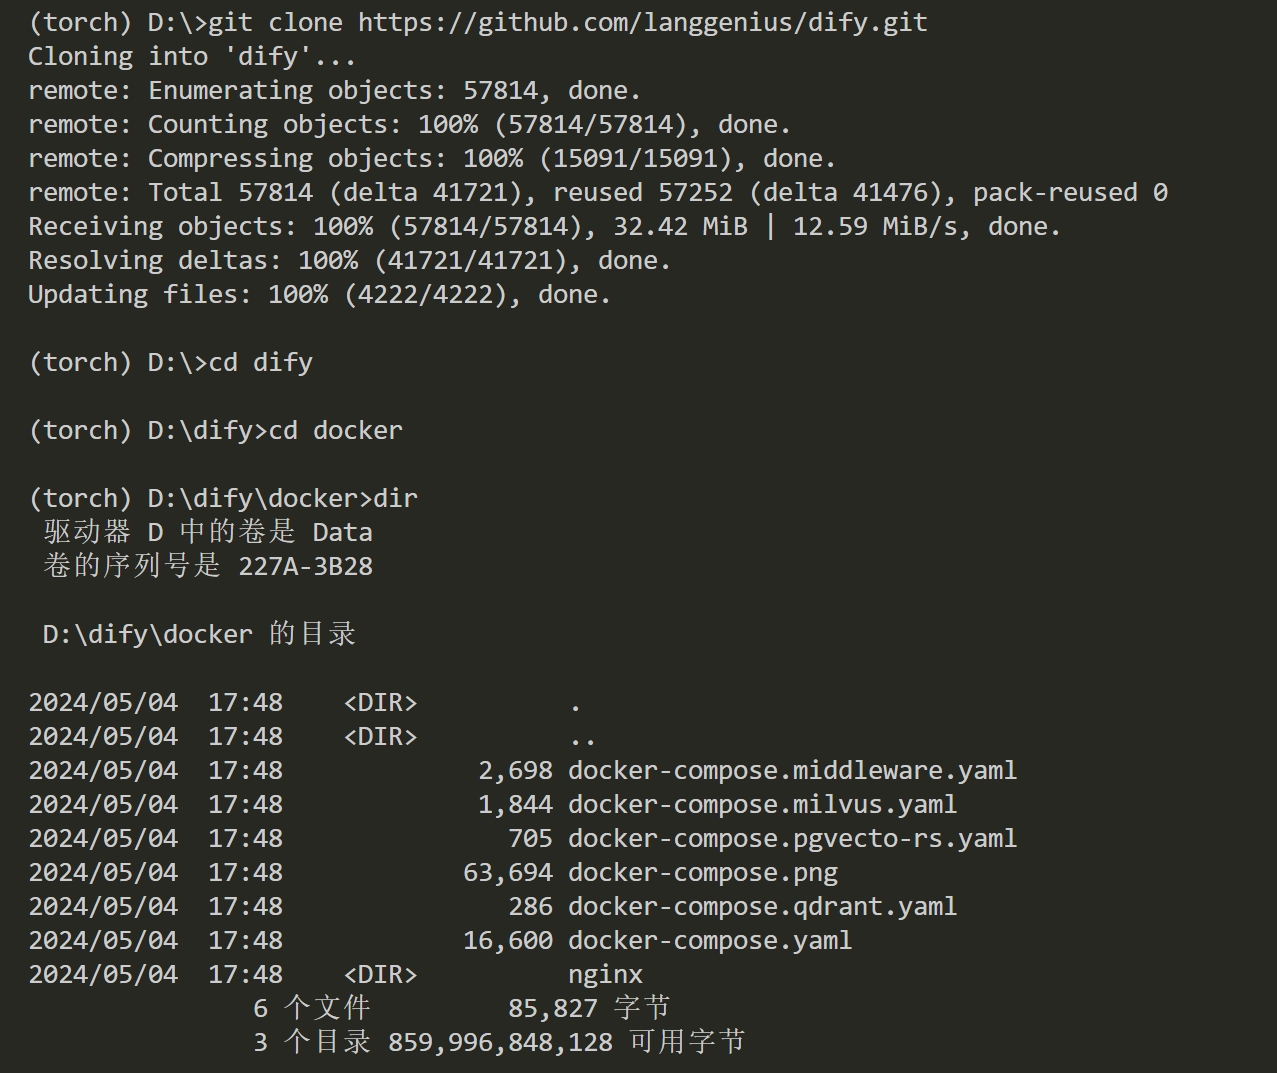 (torch) D:\>git clone https://github.com/langgenius/dify.git
Cloning into 'dify'...
remote: Enumerating objects: 57814, done.
remote: Counting objects: 100% (57814/57814), done.
remote: Compressing objects: 100% (15091/15091), done.
remote: Total 57814 (delta 41721), reused 57252 (delta 41476), pack-reused 0
Receiving objects: 100% (57814/57814), 32.42 MiB | 12.59 MiB/s, done.
Resolving deltas: 100% (41721/41721), done.
Updating files: 100% (4222/4222), done.
(torch) D:\>cd dify
(torch) D:\dify>cd docker
(torch) D:\dify\docker>dir
驱动器 D 中的卷是 Data
卷的序列号是 227A-3B28
D:\dify\docker 的目录
2024/05/04  17:48    <DIR>          .
2024/05/04  17:48    <DIR>          ..
2024/05/04  17:48             2,698 docker-compose.middleware.yaml
2024/05/04  17:48             1,844 docker-compose.milvus.yaml
2024/05/04  17:48               705 docker-compose.pgvecto-rs.yaml
2024/05/04  17:48            63,694 docker-compose.png
2024/05/04  17:48               286 docker-compose.qdrant.yaml
2024/05/04  17:48            16,600 docker-compose.yaml
2024/05/04  17:48    <DIR>          nginx
6 个文件         85,827 字节
3 个目录 859,996,848,128 可用字节